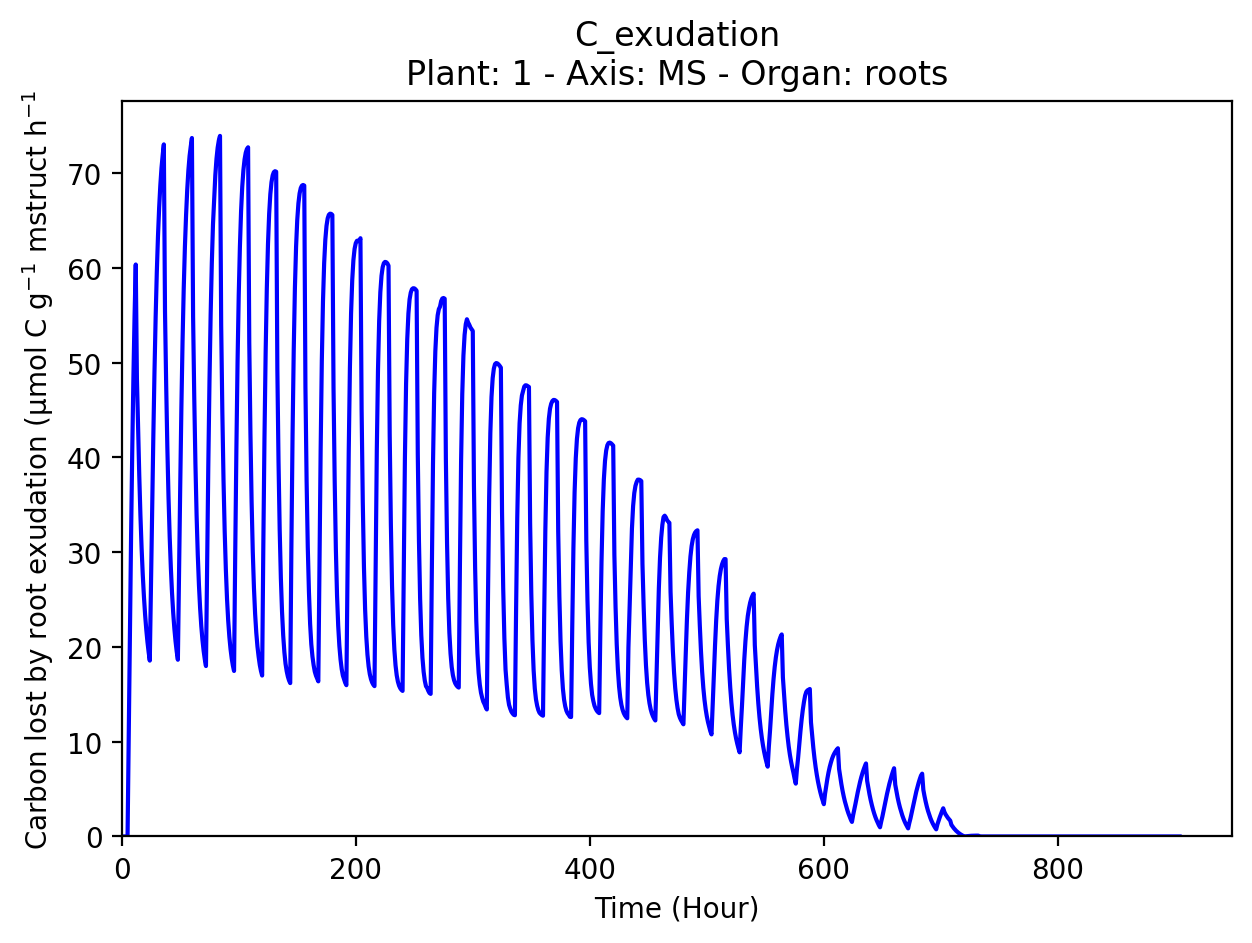 C_exudation
Plant: 1 - Axis: MS - Organ: roots
Carbon lost by root exudation (µmol C g⁻¹ mstruct h⁻¹
70
60
50
40
30
20
10
0
0 200 400 600 800
Time (Hour)